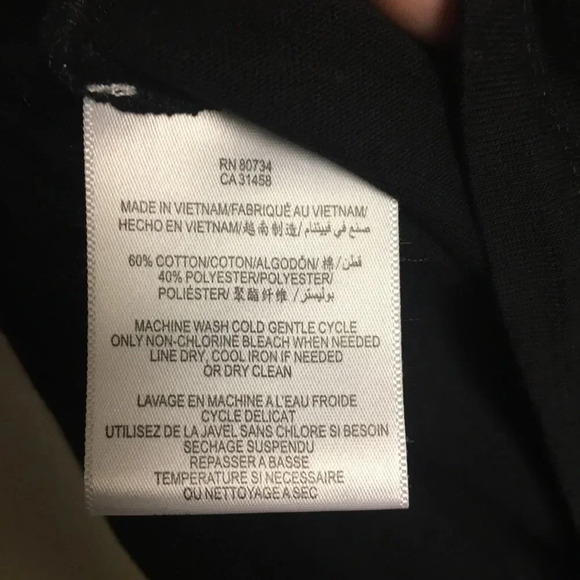 RN 80734
CA 31458
MADE IN VIETNAM/FABRIQUÉ AU VIETNAM/
HECHO EN VIETNAM/越南制造/صنع في فييتنام
60% COTTON/COTON/ALGODÓN/棉/قطن
40% POLYESTER/POLYESTER/
POLIÉSTER/聚酯纤维/بوليستر
MACHINE WASH COLD GENTLE CYCLE
ONLY NON-CHLORINE BLEACH WHEN NEEDED
LINE DRY, COOL IRON IF NEEDED
OR DRY CLEAN
LAVAGE EN MACHINE A L'EAU FROIDE
CYCLE DELICAT
UTILISEZ DE LA JAVEL SANS CHLORE SI BESOIN
SECHAGE SUSPENDU
REPASSER A BASSE
TEMPERATURE SI NECESSAIRE
OU NETTOYAGE A SEC